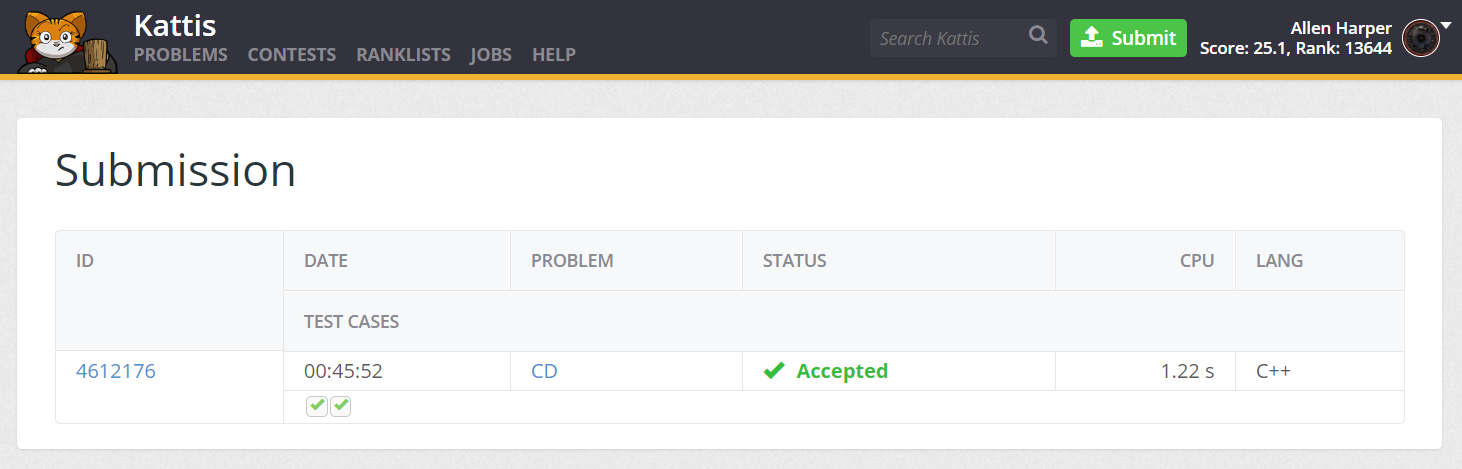 Kattis
PROBLEMS CONTESTS RANKLISTS JOBS HELP
Search Kattis
Submit
Allen Harper
Score: 25.1, Rank: 13644
Submission
ID DATE PROBLEM STATUS CPU LANG
TEST CASES
4612176 00:45:52 CD Accepted 1.22 s C++